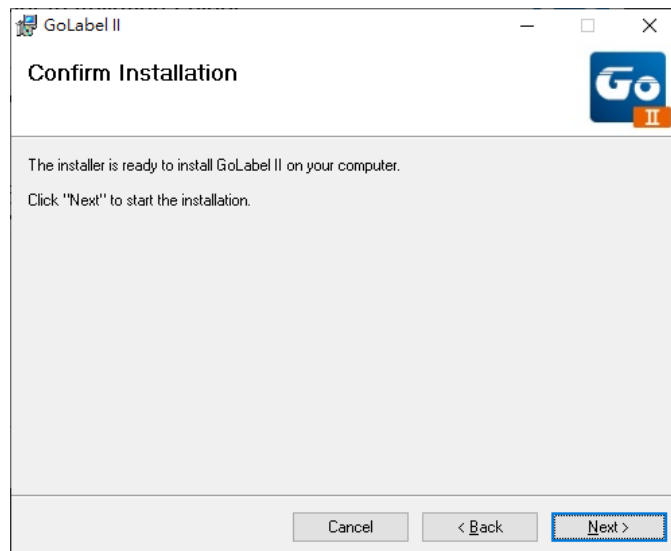 GoLabel II
Confirm Installation
Go
II
The installer is ready to install GoLabel II on your computer.
Click "Next" to start the installation.
Cancel
< Back
Next >